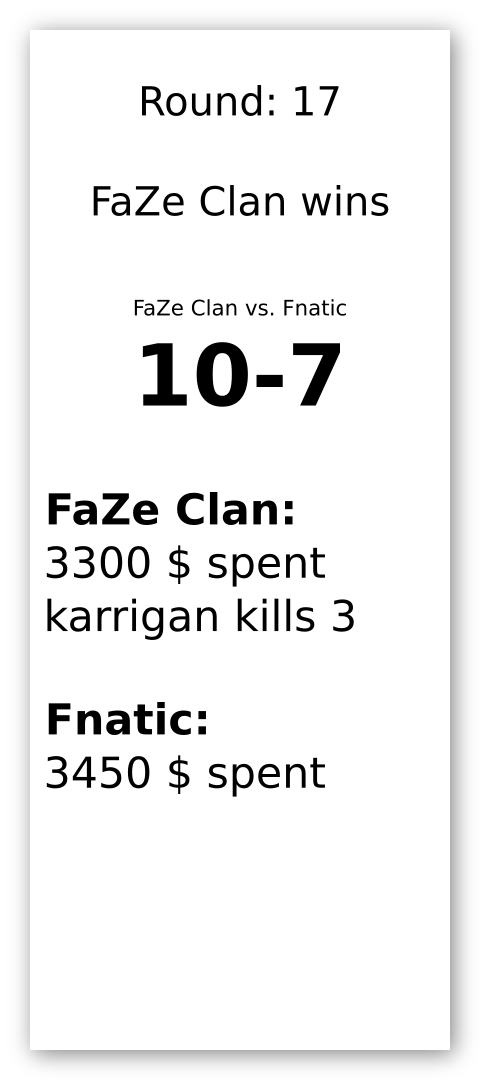 Round: 17
FaZe Clan wins
FaZe Clan vs. Fnatic
10-7
FaZe Clan:
3300 $ spent
karrigan kills 3
Fnatic:
3450 $ spent